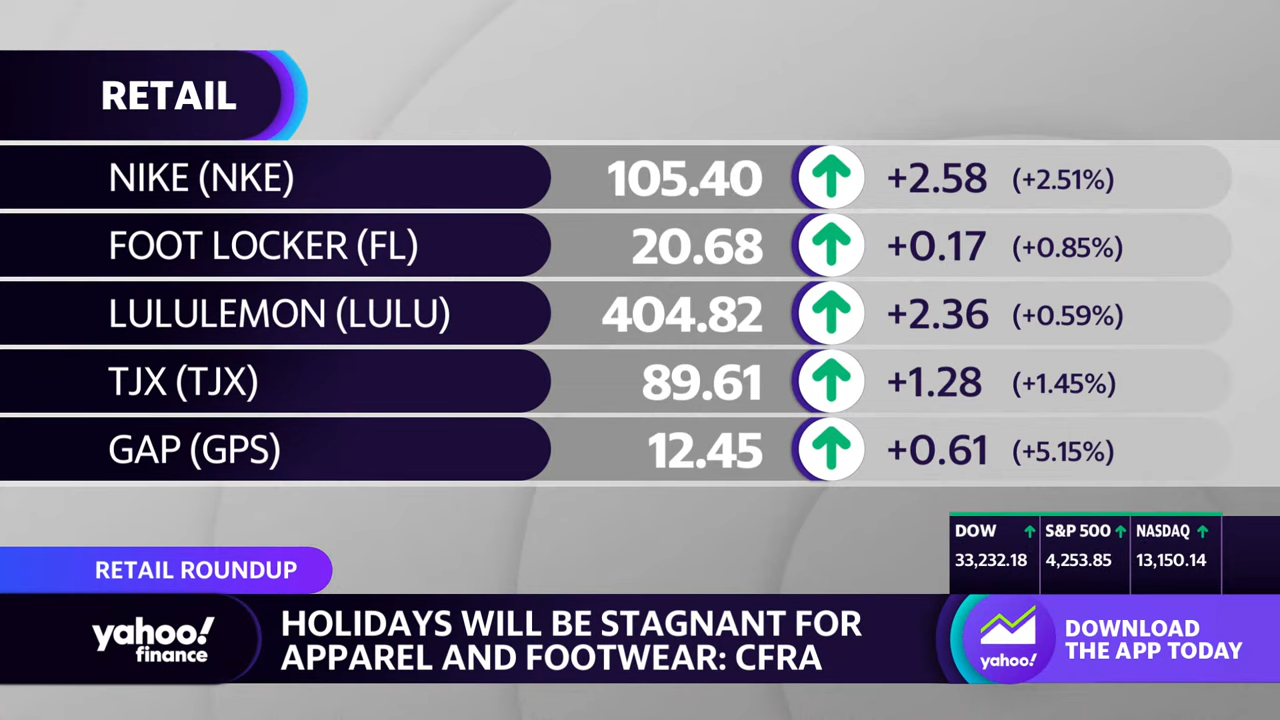 RETAIL
NIKE (NKE) 105.40 +2.58 (+2.51%)
FOOT LOCKER (FL) 20.68 +0.17 (+0.85%)
LULULEMON (LULU) 404.82 +2.36 (+0.59%)
TJX (TJX) 89.61 +1.28 (+1.45%)
GAP (GPS) 12.45 +0.61 (+5.15%)
DOW S&P 500 NASDAQ
33,232.18 4,253.85 13,150.14
RETAIL ROUNDUP
yahoo!
finance
HOLIDAYS WILL BE STAGNANT FOR
APPAREL AND FOOTWEAR: CFRA
yahoo!
DOWNLOAD
THE APP TODAY